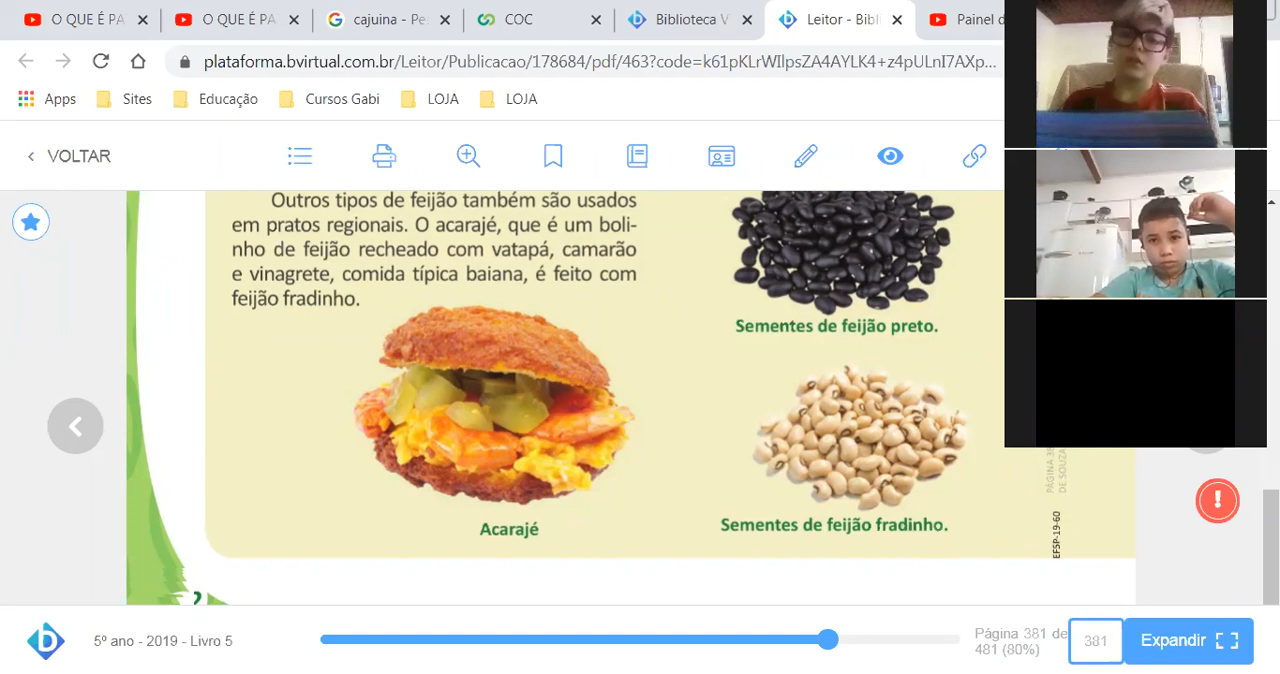 O QUE É PA
O QUE É PA
cajuina - Pe
COC
Biblioteca V
Leitor - Bibl
Painel d
plataforma.bvirtual.com.br/Leitor/Publicacao/178684/pdf/463?code=k61pKLrWIlpsZA4AYLK4+z4pULnI7AXp...
Apps
Sites
Educação
Cursos Gabi
LOJA
LOJA
VOLTAR
Outros tipos de feijão também são usados
em pratos regionais. O acarajé, que é um boli-
nho de feijão recheado com vatapá, camarão
e vinagrete, comida típica baiana, é feito com
feijão fradinho.
Sementes de feijão preto.
Acarajé
Sementes de feijão fradinho.
DE SOUZA
EF5P-19-60
5º ano - 2019 - Livro 5
Página 381 de
481 (80%)
381
Expandir